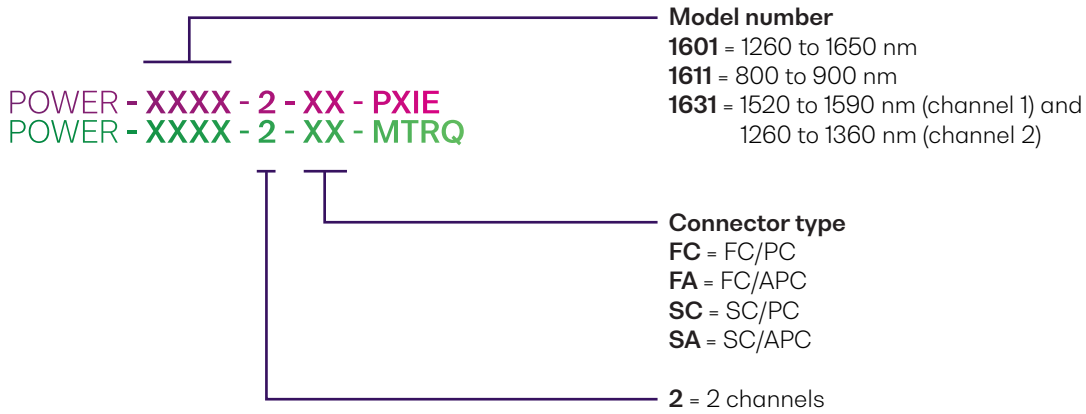 Model number
1601 = 1260 to 1650 nm
1611 = 800 to 900 nm
1631 = 1520 to 1590 nm (channel 1) and
1260 to 1360 nm (channel 2)
POWER - XXXX - 2 - XX - PXIE
POWER - XXXX - 2 - XX - MTRQ
Connector type
FC = FC/PC
FA = FC/APC
SC = SC/PC
SA = SC/APC
2 = 2 channels